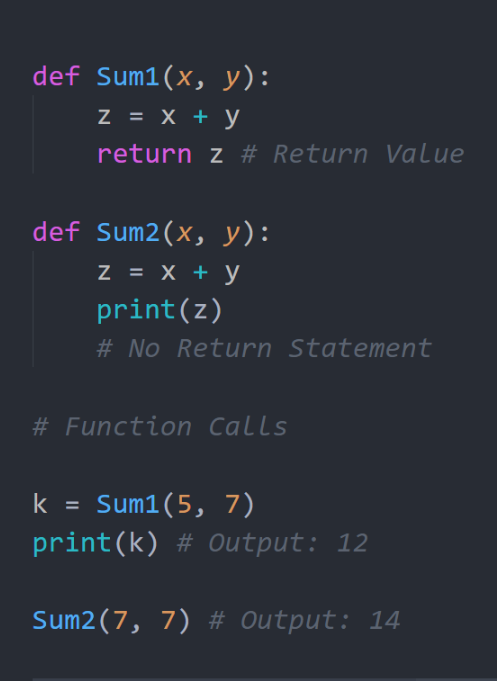 def Sum1(x, y):
    z = x + y
    return z # Return Value
def Sum2(x, y):
    z = x + y
    print(z)
    # No Return Statement
# Function Calls
k = Sum1(5, 7)
print(k) # Output: 12
Sum2(7, 7) # Output: 14